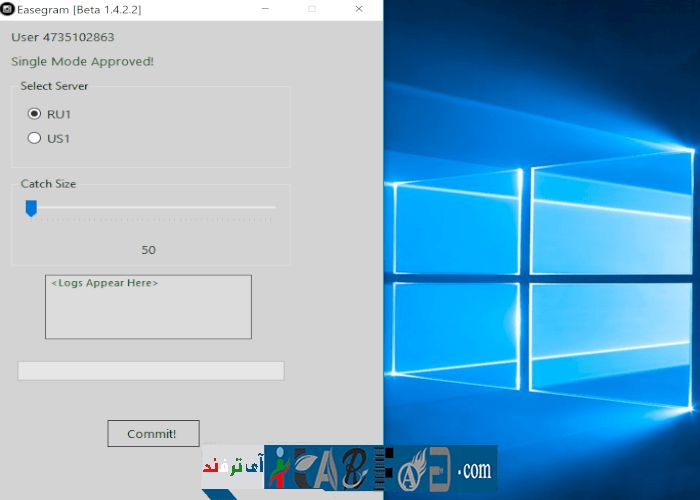 Easegram [Beta 1.4.2.2]
User 4735102863
Single Mode Approved!
Select Server
RU1
US1
Catch Size
50
<Logs Appear Here>
Commit!
آی ترفند
.com